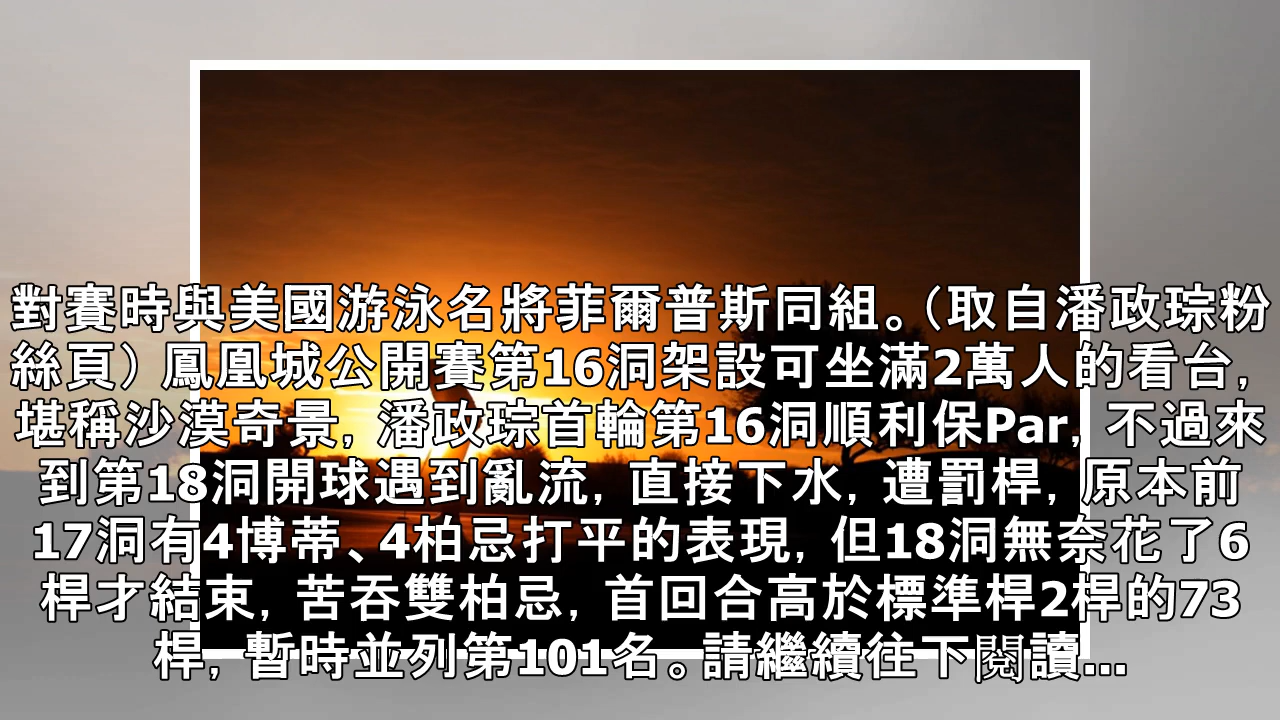 對賽時與美國游泳名將菲爾普斯同組。（取自潘政琮粉
絲頁）鳳凰城公開賽第16洞架設可坐滿2萬人的看台，
堪稱沙漠奇景，潘政琮首輪第16洞順利保Par，不過來
到第18洞開球遇到亂流，直接下水，遭罰桿，原本前
17洞有4博蒂、4柏忌打平的表現，但18洞無奈花了6
桿才結束，苦吞雙柏忌，首回合高於標準桿2桿的73
桿，暫時並列第101名。請繼續往下閱讀...